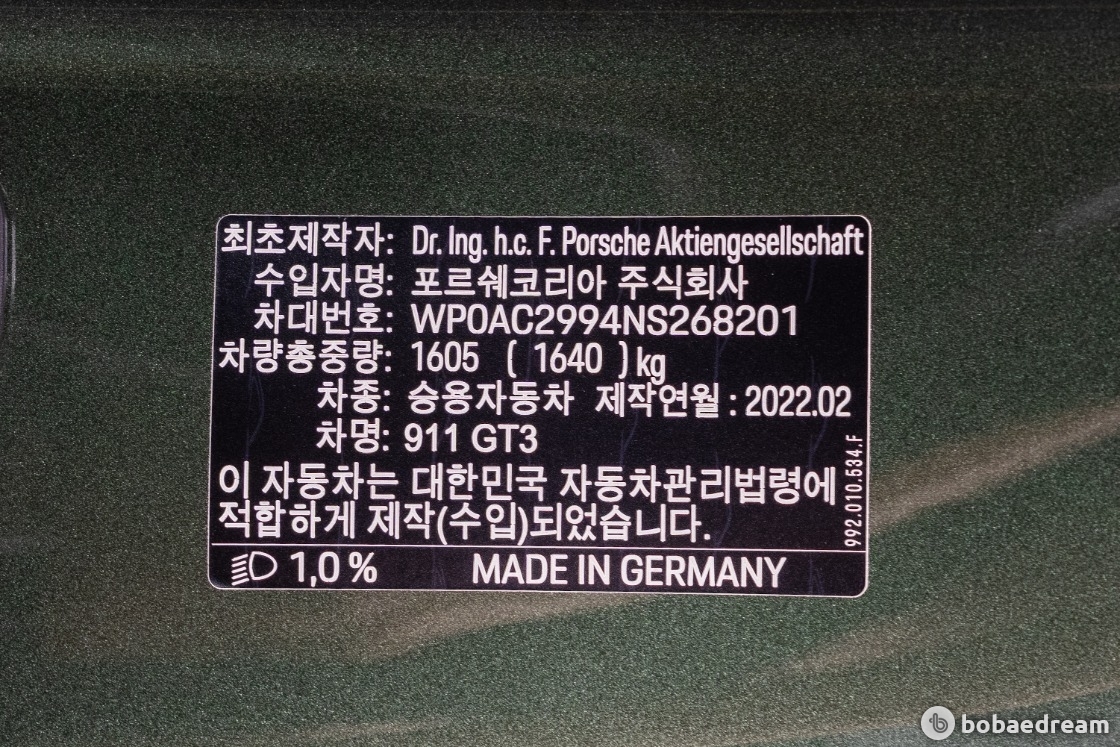 최초제작자: Dr. Ing. h.c. F. Porsche Aktiengesellschaft
수입자명: 포르쉐코리아 주식회사
차대번호: WP0AC2994NS268201
차량총중량: 1605 ( 1640 ) kg
차종: 승용자동차 제작연월 : 2022.02
차명: 911 GT3
이 자동차는 대한민국 자동차관리법령에
적합하게 제작(수입)되었습니다.
992.010.534.F
1,0 % MADE IN GERMANY
bobaedream